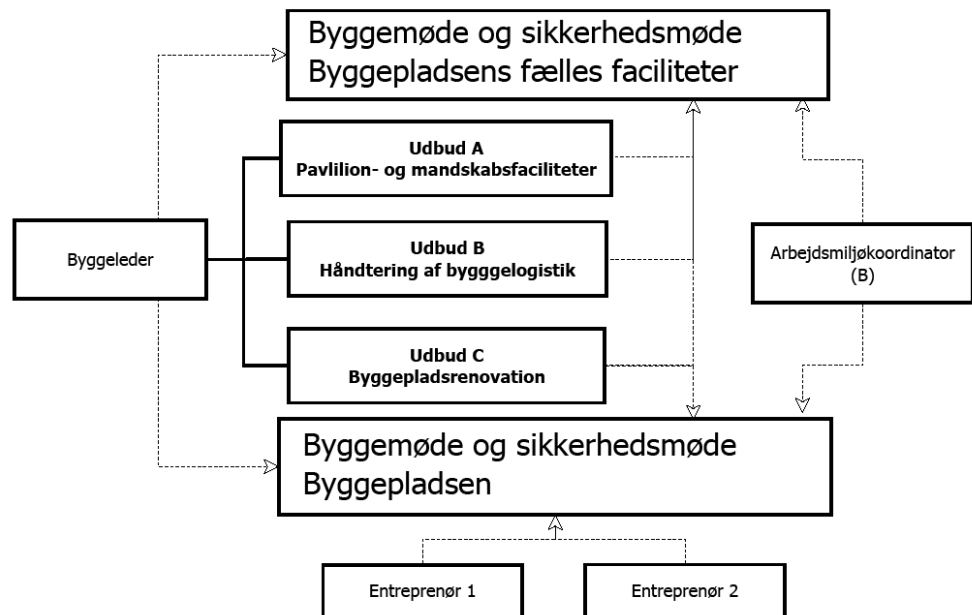 Byggemøde og sikkerhedsmøde
Byggepladsens fælles faciliteter
Udbud A
Pavlilion- og mandskabsfaciliteter
Byggeleder
Udbud B
Håndtering af bygggelogistik
Arbejdsmiljøkoordinator
(B)
Udbud C
Byggepladsrenovation
Byggemøde og sikkerhedsmøde
Byggepladsen
Entreprenør 1
Entreprenør 2